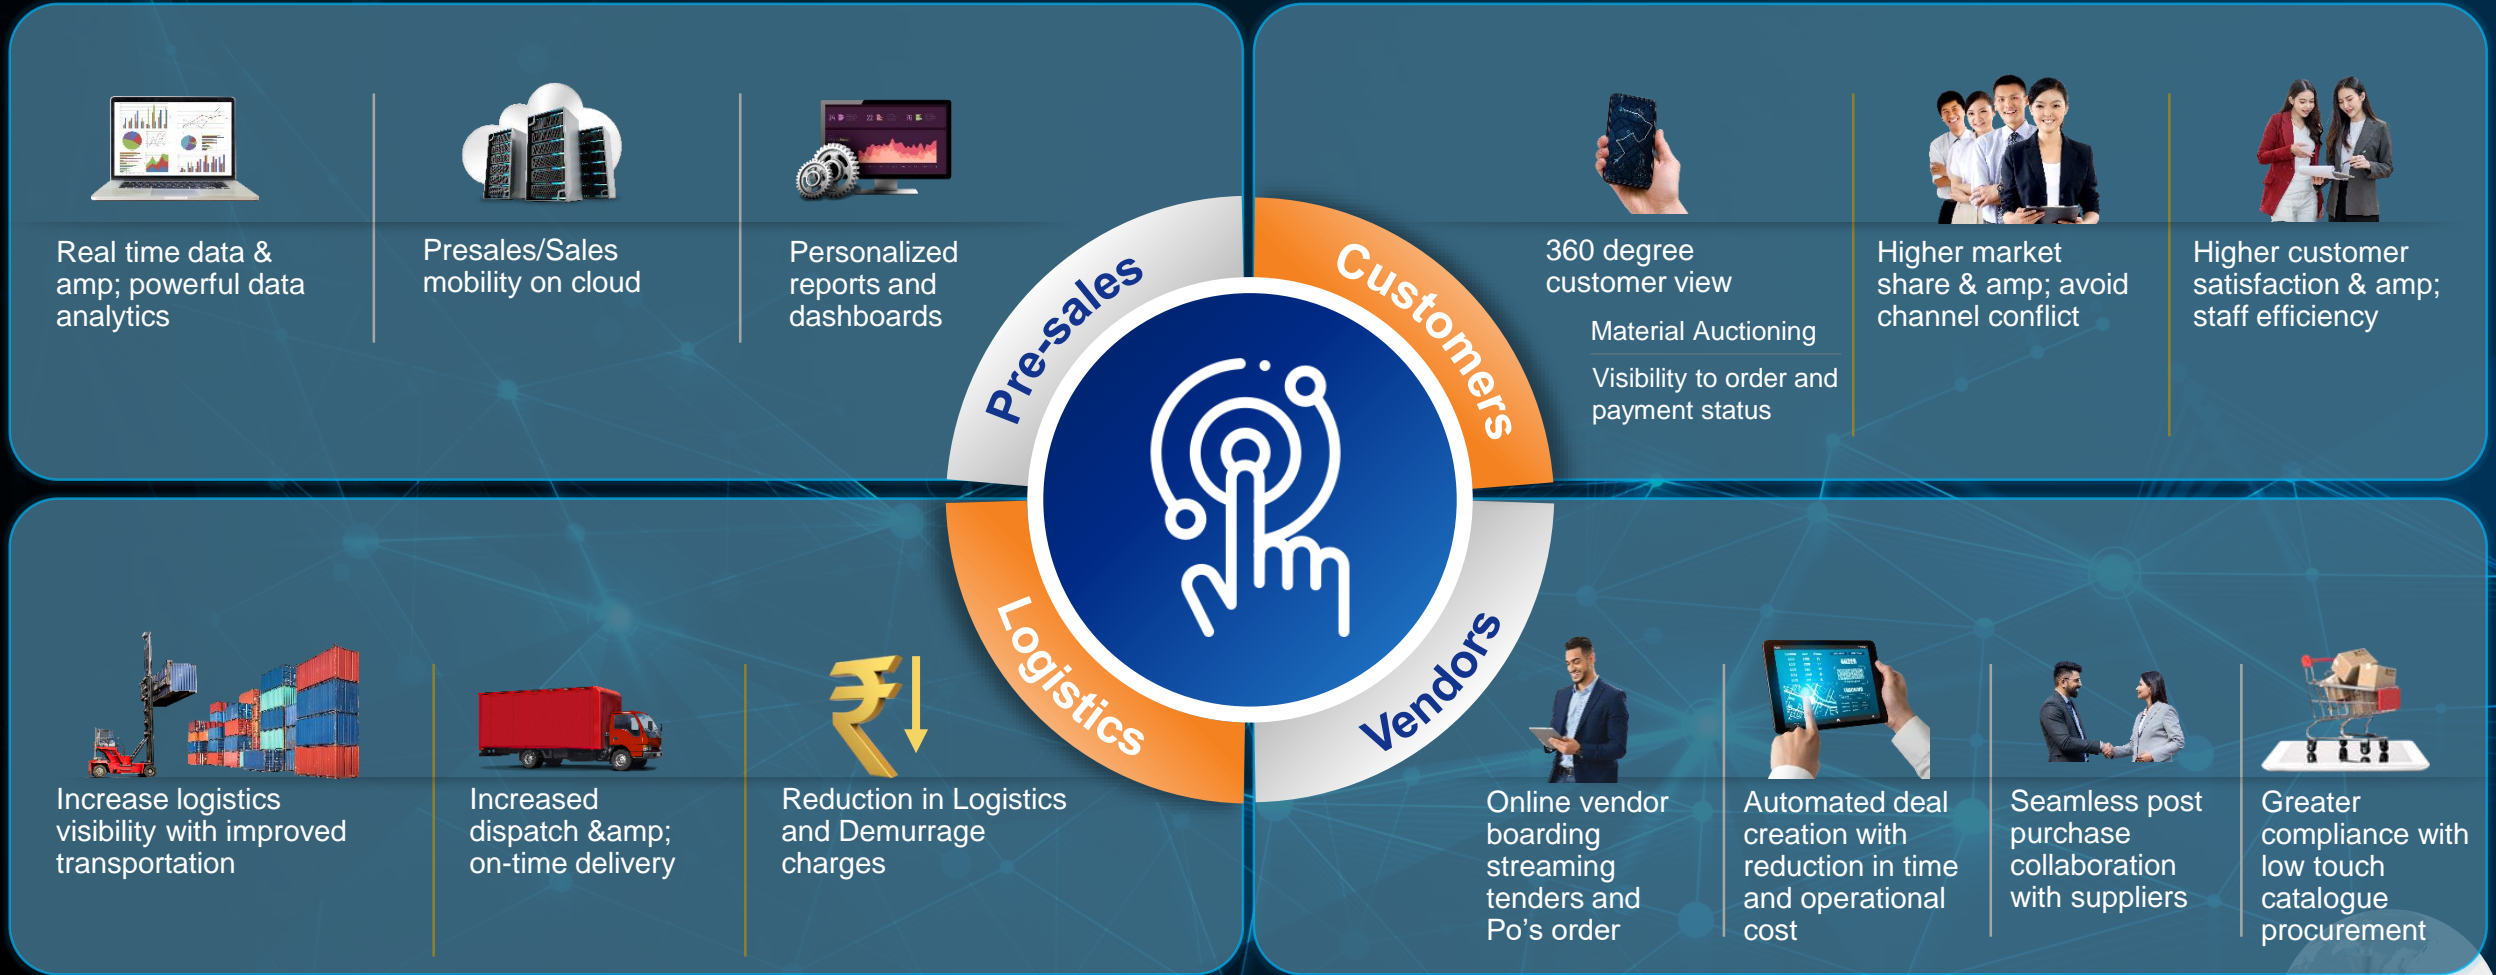 Real time data &
amp; powerful data
analytics
Presales/Sales
mobility on cloud
Personalized
reports and
dashboards
Pre-sales
Customers
360 degree
customer view
Material Auctioning
Visibility to order and
payment status
Higher market
share & amp; avoid
channel conflict
Higher customer
satisfaction & amp;
staff efficiency
Logistics
Increase logistics
visibility with improved
transportation
Increased
dispatch &amp;
on-time delivery
Reduction in Logistics
and Demurrage
charges
Vendors
Online vendor
boarding
streaming
tenders and
Po’s order
Automated deal
creation with
reduction in time
and operational
cost
Seamless post
purchase
collaboration
with suppliers
Greater
compliance with
low touch
catalogue
procurement